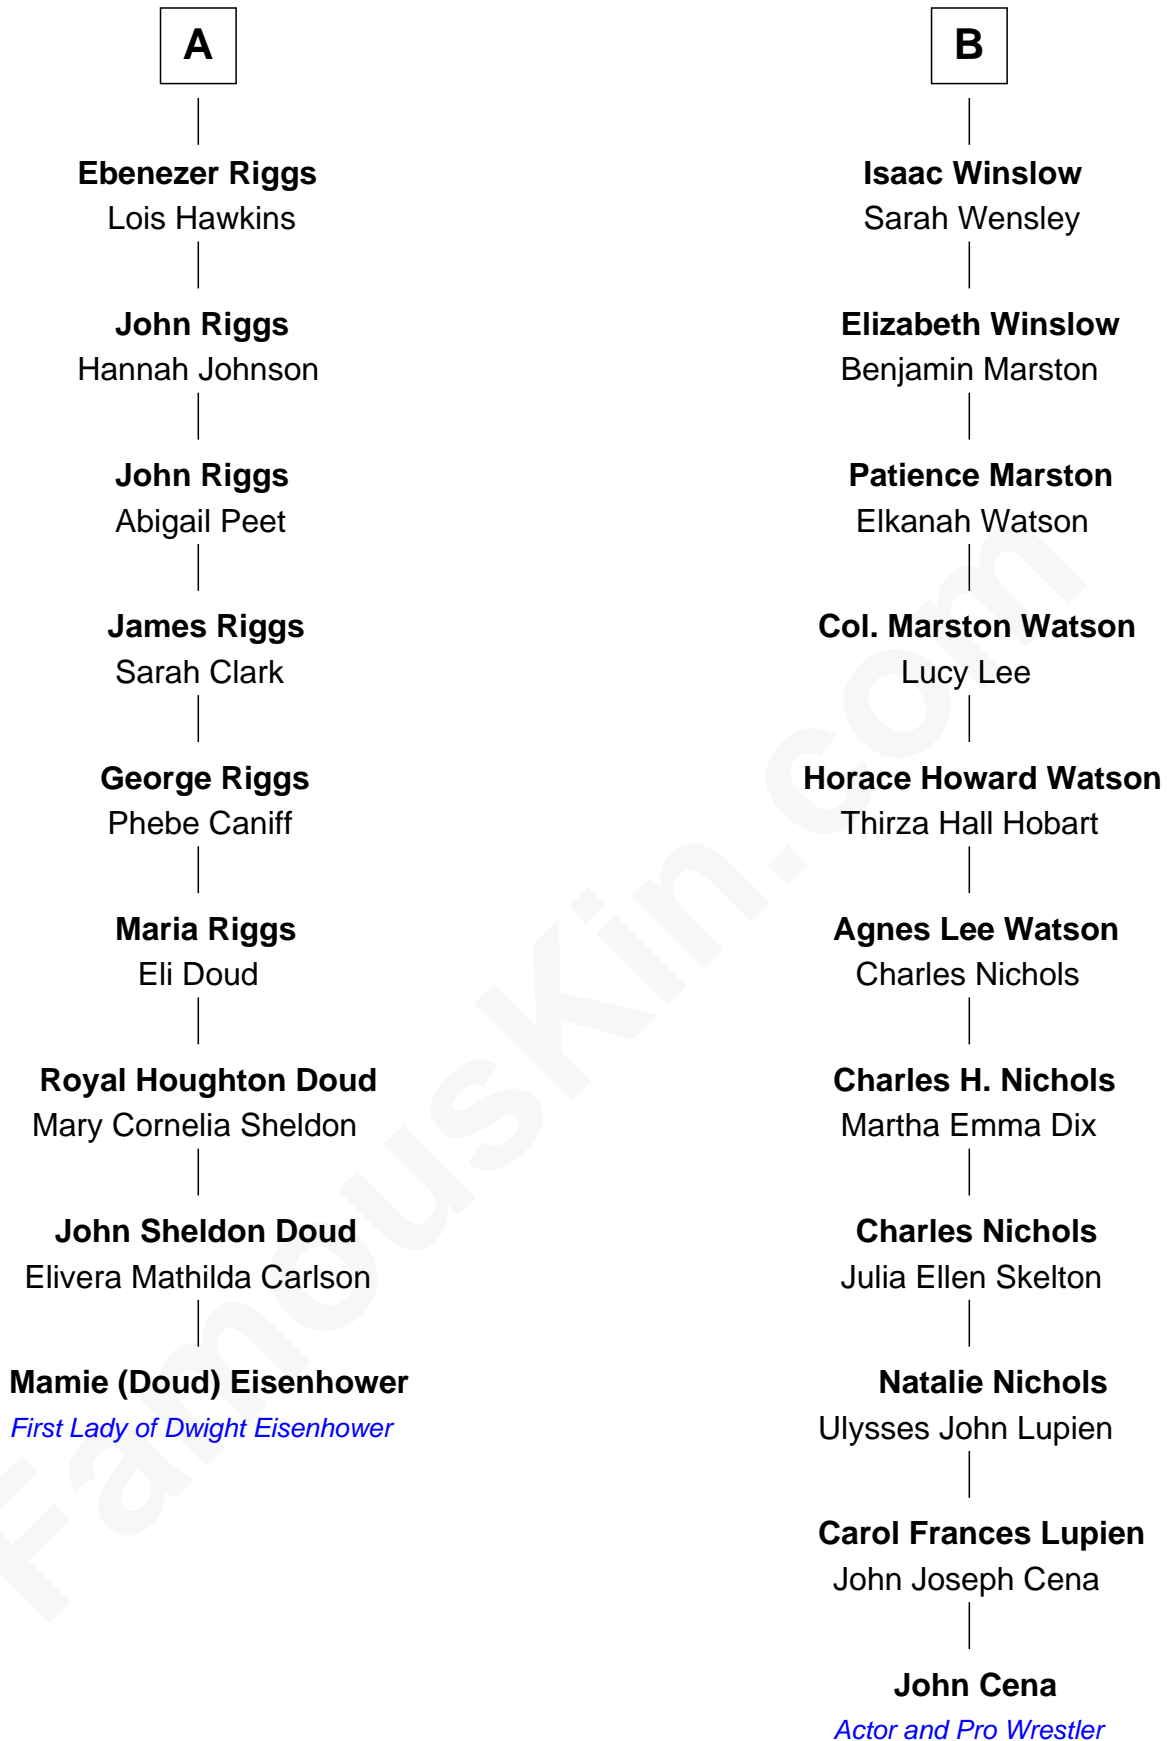 A
Ebenezer Riggs
Lois Hawkins
John Riggs
Hannah Johnson
John Riggs
Abigail Peet
James Riggs
Sarah Clark
George Riggs
Phebe Caniff
Maria Riggs
Eli Doud
Royal Houghton Doud
Mary Cornelia Sheldon
John Sheldon Doud
Elivera Mathilda Carlson
Mamie (Doud) Eisenhower
First Lady of Dwight Eisenhower
B
Isaac Winslow
Sarah Wensley
Elizabeth Winslow
Benjamin Marston
Patience Marston
Elkanah Watson
Col. Marston Watson
Lucy Lee
Horace Howard Watson
Thirza Hall Hobart
Agnes Lee Watson
Charles Nichols
Charles H. Nichols
Martha Emma Dix
Charles Nichols
Julia Ellen Skelton
Natalie Nichols
Ulysses John Lupien
Carol Frances Lupien
John Joseph Cena
John Cena
Actor and Pro Wrestler
FamousKin.com